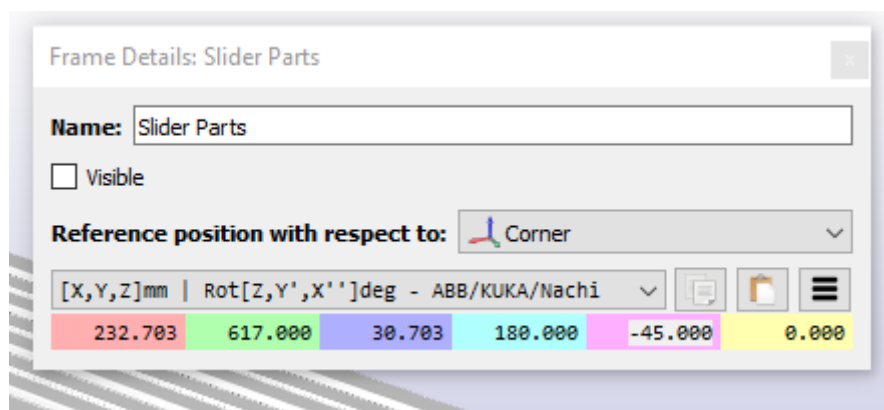 Frame Details: Slider Parts
x
Name: Slider Parts
Visible
Reference position with respect to: Corner
[X,Y,Z]mm | Rot[Z,Y',X'']deg - ABB/KUKA/Nachi
232.703 617.000 30.703 180.000 -45.000 0.000